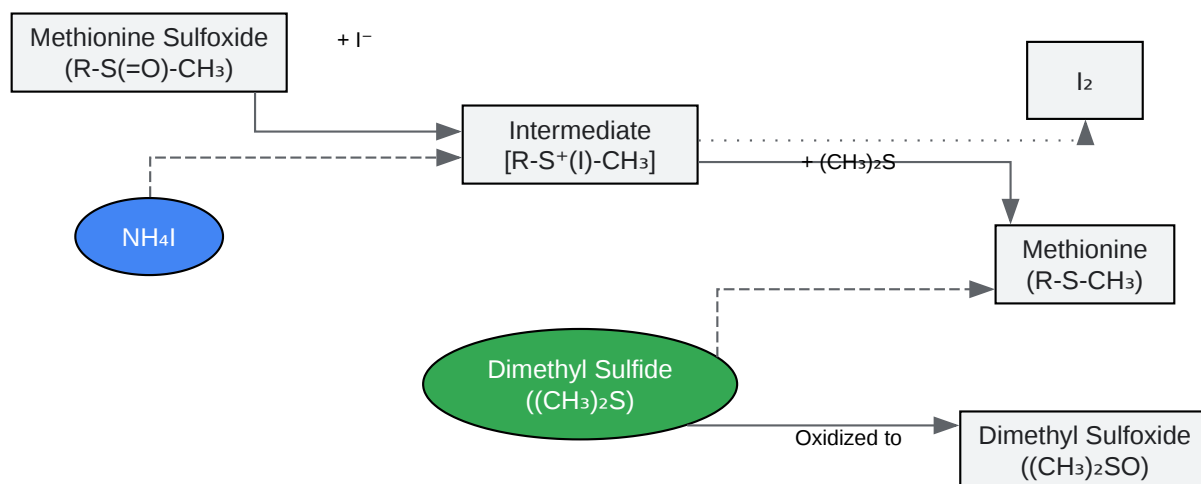 Methionine Sulfoxide
(R-S(=O)-CH₃)
+ I⁻
I₂
Intermediate
[R-S⁺(I)-CH₃]
+ (CH₃)₂S
NH₄I
Methionine
(R-S-CH₃)
Dimethyl Sulfide
((CH₃)₂S)
Oxidized to
Dimethyl Sulfoxide
((CH₃)₂SO)